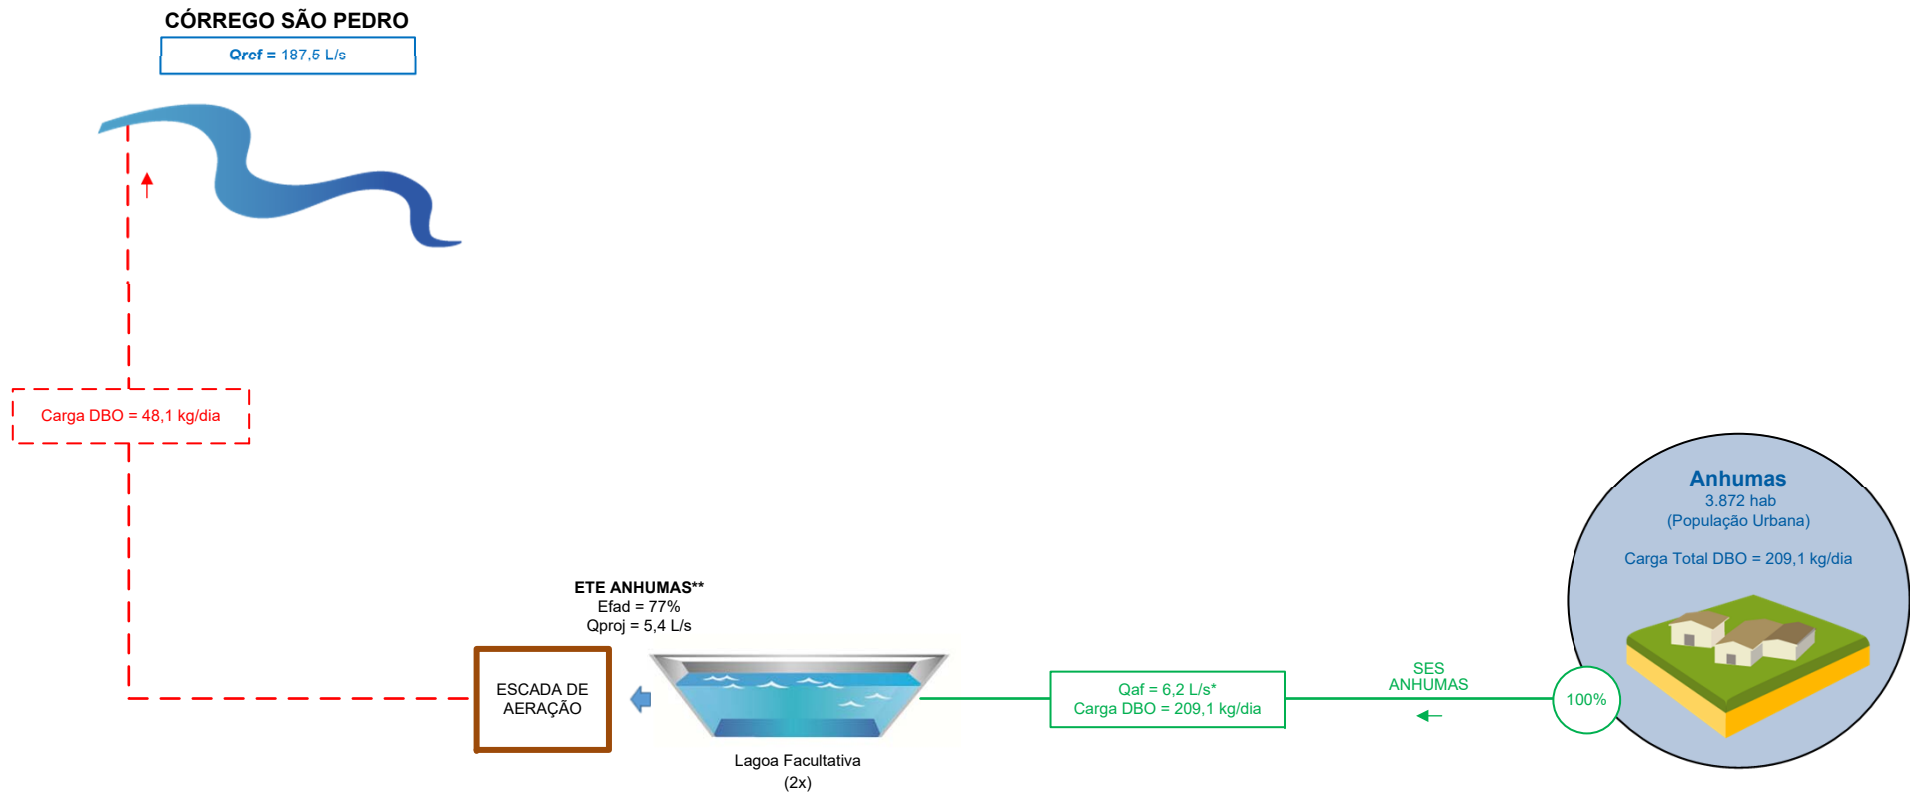 CÓRREGO SÃO PEDRO
Qref = 187,5 L/s
Carga DBO = 48,1 kg/dia
ETE ANHUMAS**
Efad = 77%
Qproj = 5,4 L/s
ESCADA DE
AERAÇÃO
Lagoa Facultativa
(2x)
Qaf = 6,2 L/s*
Carga DBO = 209,1 kg/dia
SES
ANHUMAS
100%
Anhumas
3.872 hab
(População Urbana)
Carga Total DBO = 209,1 kg/dia